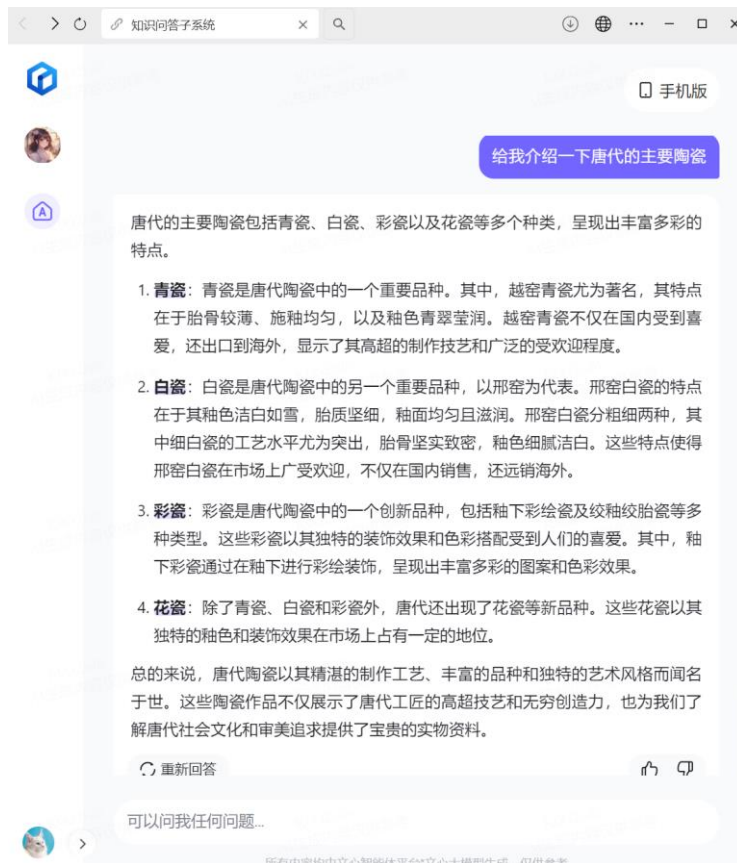 知识问答子系统
手机版
给我介绍一下唐代的主要陶瓷
唐代的主要陶瓷包括青瓷、白瓷、彩瓷以及花瓷等多个种类，呈现出丰富多彩的
特点。
1. 青瓷：青瓷是唐代陶瓷中的一个重要品种。其中，越窑青瓷尤为著名，其特点
在于胎骨较薄、施釉均匀，以及釉色青翠莹润。越窑青瓷不仅在国内受到喜
爱，还出口到海外，显示了其高超的制作技艺和广泛的受欢迎程度。
2. 白瓷：白瓷是唐代陶瓷中的另一个重要品种，以邢窑为代表。邢窑白瓷的特点
在于其釉色洁白如雪，胎质坚细，釉面均匀且滋润。邢窑白瓷分粗细两种，其
中细白瓷的工艺水平尤为突出，胎骨坚实致密，釉色细腻洁白。这些特点使得
邢窑白瓷在市场上广受欢迎，不仅在国内销售，还远销海外。
3. 彩瓷：彩瓷是唐代陶瓷中的一个创新品种，包括釉下彩绘瓷及绞釉绞胎瓷等多
种类型。这些彩瓷以其独特的装饰效果和色彩搭配受到人们的喜爱。其中，釉
下彩瓷通过在釉下进行彩绘装饰，呈现出丰富多彩的图案和色彩效果。
4. 花瓷：除了青瓷、白瓷和彩瓷外，唐代还出现了花瓷等新品种。这些花瓷以其
独特的釉色和装饰效果在市场上占有一定的地位。
总的来说，唐代陶瓷以其精湛的制作工艺、丰富的品种和独特的艺术风格而闻名
于世。这些陶瓷作品不仅展示了唐代工匠的高超技艺和无穷创造力，也为我们了
解唐代社会文化和审美追求提供了宝贵的实物资料。
重新回答
可以问我任何问题...